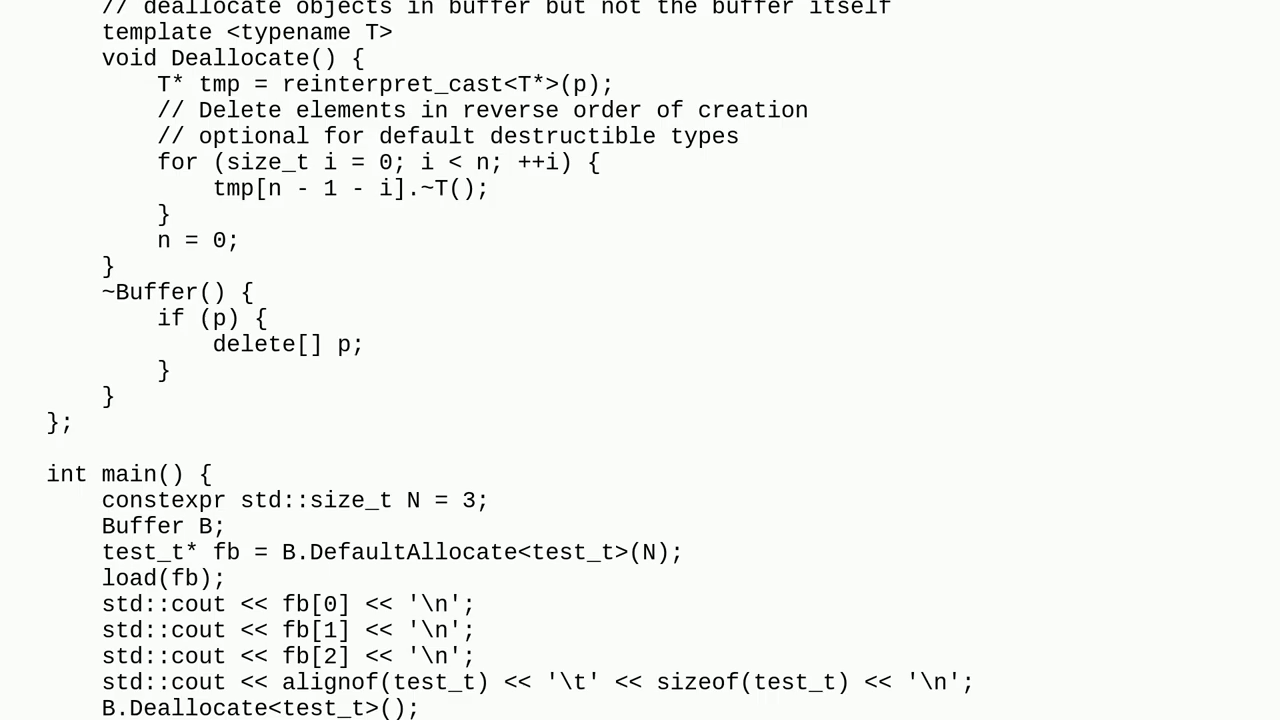 // deallocate objects in buffer but not the buffer itself
template <typename T>
void Deallocate() {
T* tmp = reinterpret_cast<T*>(p);
// Delete elements in reverse order of creation
// optional for default destructible types
for (size_t i = 0; i < n; ++i) {
tmp[n - 1 - i].~T();
}
n = 0;
}
~Buffer() {
if (p) {
delete[] p;
}
}
};
int main() {
constexpr std::size_t N = 3;
Buffer B;
test_t* fb = B.DefaultAllocate<test_t>(N);
load(fb);
std::cout << fb[0] << '\n';
std::cout << fb[1] << '\n';
std::cout << fb[2] << '\n';
std::cout << alignof(test_t) << '\t' << sizeof(test_t) << '\n';
B.Deallocate<test_t>();